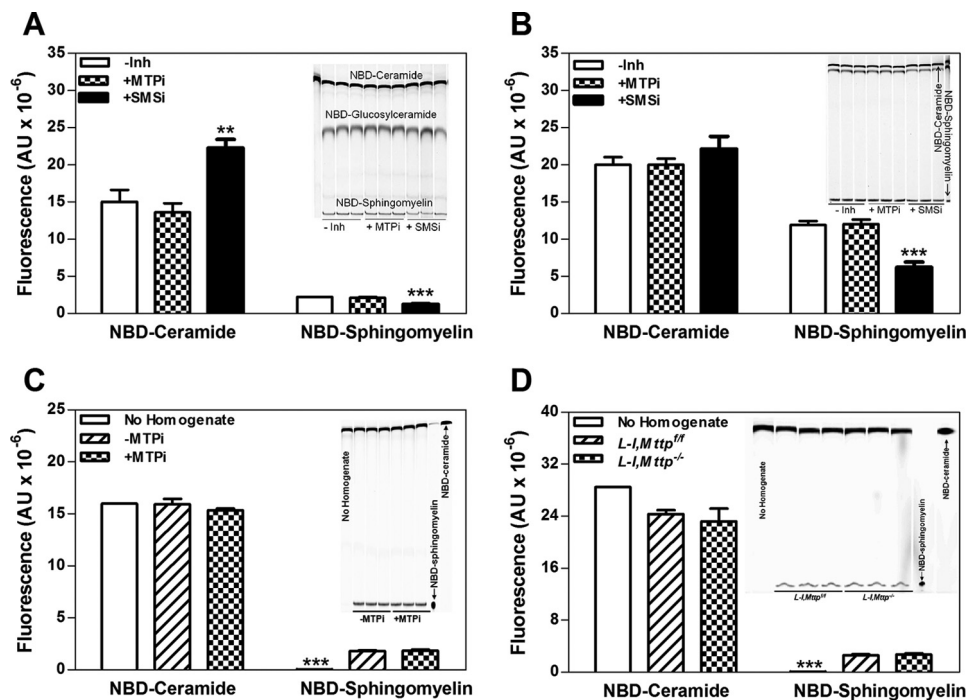 A
Fluorescence (AU x 10⁻⁶)
35
30
25
20
15
10
5
0
-Inh
+MTPi
+SMSi
**
***
NBD-Ceramide
NBD-Sphingomyelin
NBD-Ceramide
NBD-Glucosylceramide
NBD-Sphingomyelin
- Inh + MTPi + SMSi
B
Fluorescence (AU x 10⁻⁶)
35
30
25
20
15
10
5
0
-Inh
+MTPi
+SMSi
***
NBD-Ceramide
NBD-Sphingomyelin
NBD-Ceramide
NBD-Sphingomyelin
- Inh + MTPi + SMSi
C
Fluorescence (AU x 10⁻⁶)
25
20
15
10
5
0
No Homogenate
-MTPi
+MTPi
***
NBD-Ceramide
NBD-Sphingomyelin
No Homogenate
NBD-sphingomyelin
NBD-ceramide
-MTPi +MTPi
D
Fluorescence (AU x 10⁻⁶)
40
32
24
16
8
0
No Homogenate
L-I,Mttp^f/f
L-I,Mttp^-/-
***
NBD-Ceramide
NBD-Sphingomyelin
No Homogenate
NBD-sphingomyelin
NBD-ceramide
L-I,Mttp^f/f L-I,Mttp^-/-